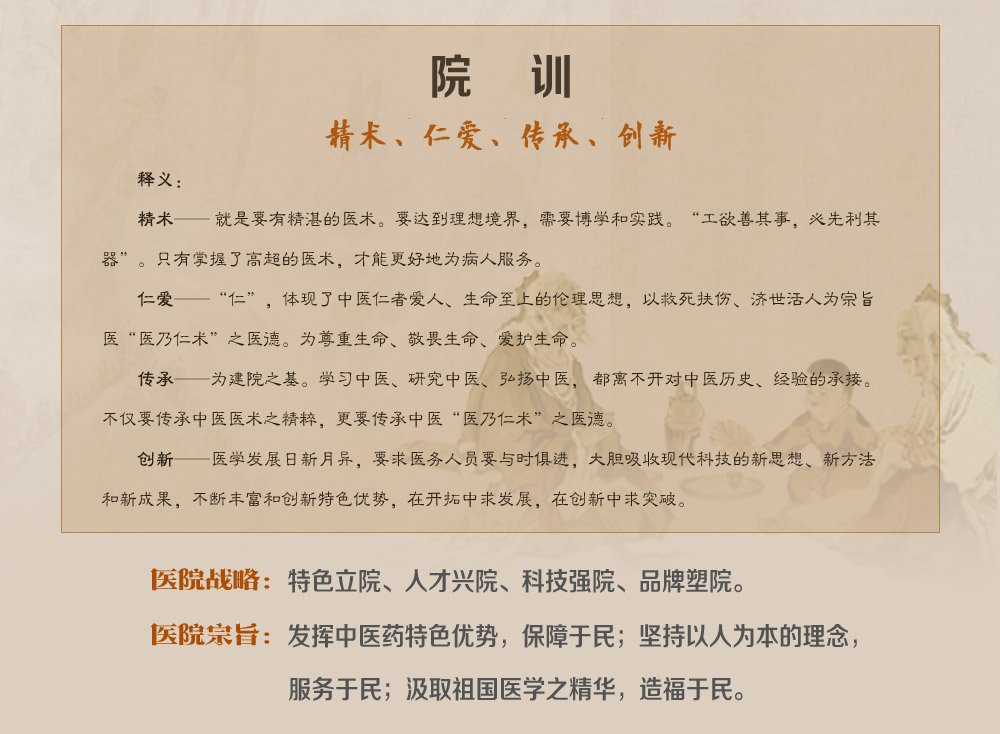 院 训
精术、仁爱、传承、创新
释义：
精术——就是要有精湛的医术。要达到理想境界，需要博学和实践。“工欲善其事，必先利其
器”。只有掌握了高超的医术，才能更好地为病人服务。
仁爱——“仁”，体现了中医仁者爱人、生命至上的伦理思想，以救死扶伤、济世活人为宗旨
医“医乃仁术”之医德。为尊重生命、敬畏生命、爱护生命。
传承——为建院之基。学习中医、研究中医、弘扬中医，都离不开对中医历史、经验的承接。
不仅要传承中医医术之精粹，更要传承中医“医乃仁术”之医德。
创新——医学发展日新月异，要求医务人员要与时俱进，大胆吸收现代科技的新思想、新方法
和新成果，不断丰富和创新特色优势，在开拓中求发展，在创新中求突破。
医院战略：特色立院、人才兴院、科技强院、品牌塑院。
医院宗旨：发挥中医药特色优势，保障于民；坚持以人为本的理念，
服务于民；汲取祖国医学之精华，造福于民。